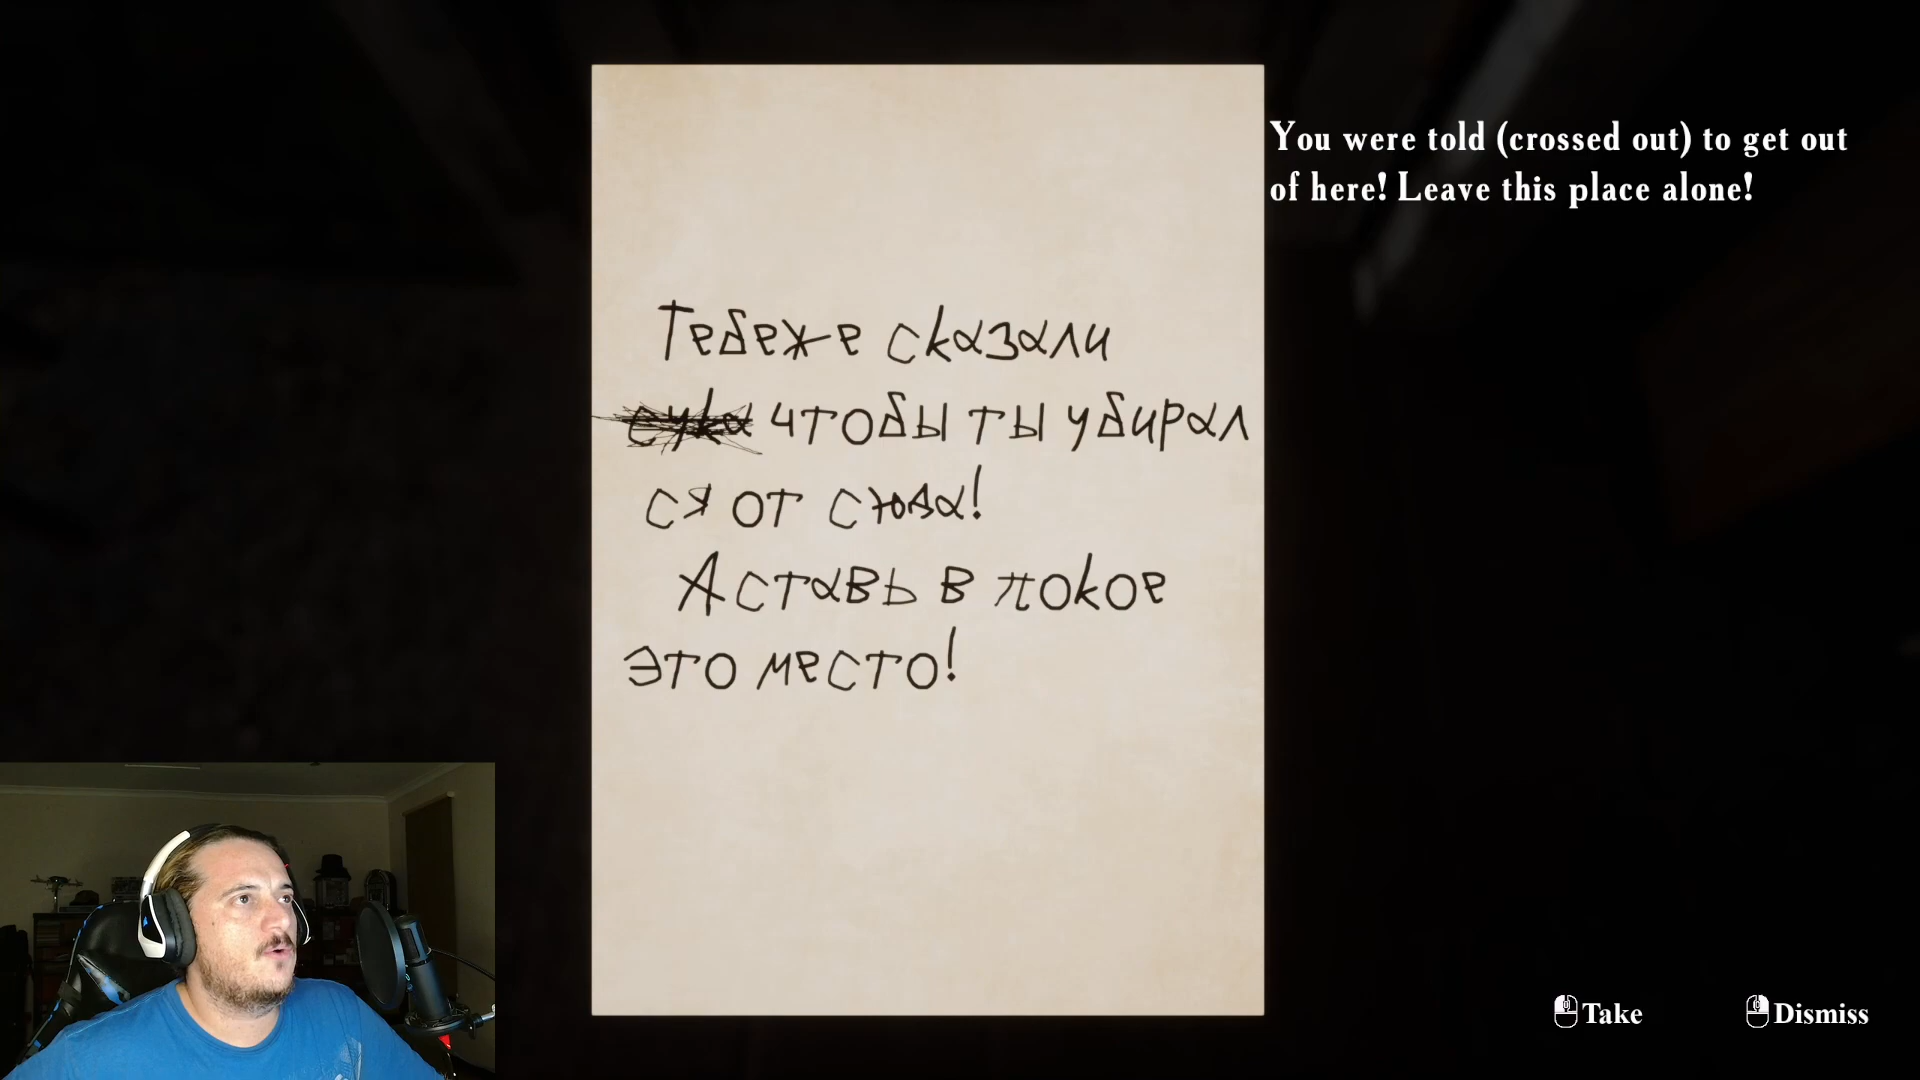 You were told (crossed out) to get out
of here! Leave this place alone!
Тебеже сказали
сука чтобы ты убирал
ся от сюда!
Аставь в покое
это место!
Take
Dismiss